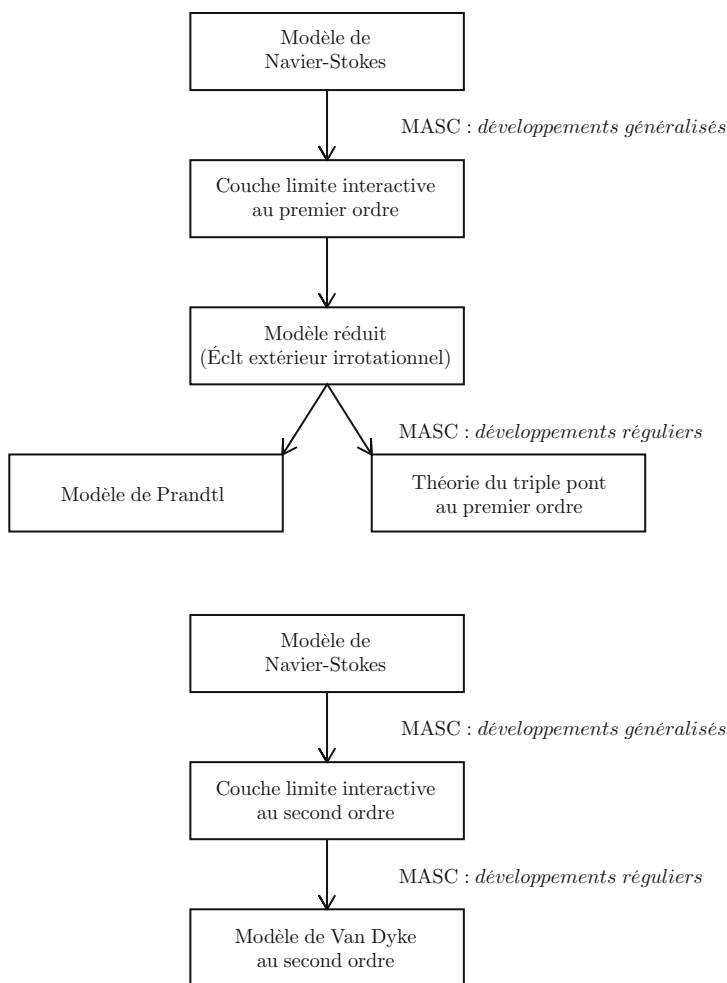 Modèle de
Navier-Stokes
MASC : développements généralisés
Couche limite interactive
au premier ordre
Modèle réduit
(Éclt extérieur irrotationnel)
MASC : développements réguliers
Modèle de Prandtl
Théorie du triple pont
au premier ordre
Modèle de
Navier-Stokes
MASC : développements généralisés
Couche limite interactive
au second ordre
MASC : développements réguliers
Modèle de Van Dyke
au second ordre